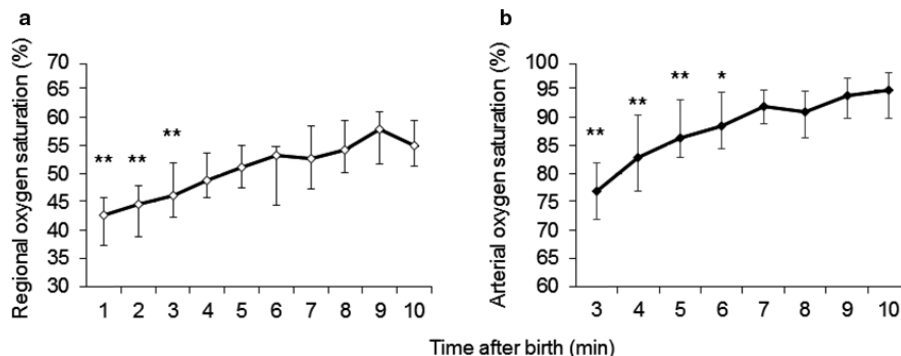 a
Regional oxygen saturation (%)
70
65
60
55
50
45
40
35
30
** ** **
1 2 3 4 5 6 7 8 9 10
b
Arterial oxygen saturation (%)
100
95
90
85
80
75
70
65
60
** ** ** *
3 4 5 6 7 8 9 10
Time after birth (min)